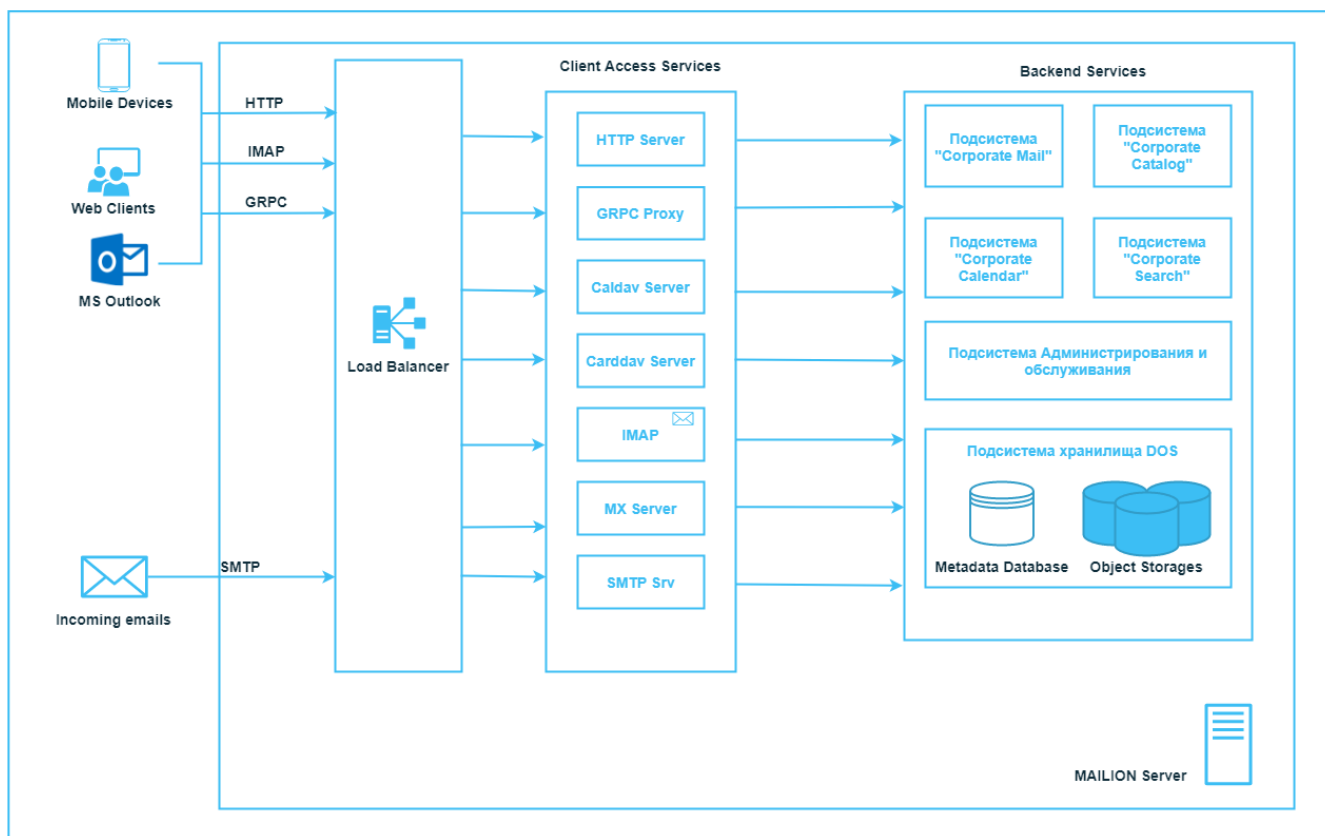 Mobile Devices
Web Clients
MS Outlook
Incoming emails
HTTP
IMAP
GRPC
SMTP
Load Balancer
Client Access Services
HTTP Server
GRPC Proxy
Caldav Server
Carddav Server
IMAP
MX Server
SMTP Srv
Backend Services
Подсистема
"Corporate Mail"
Подсистема
"Corporate
Catalog"
Подсистема
"Corporate
Calendar"
Подсистема
"Corporate
Search"
Подсистема Администрирования и
обслуживания
Подсистема хранилища DOS
Metadata Database
Object Storages
MAILION Server